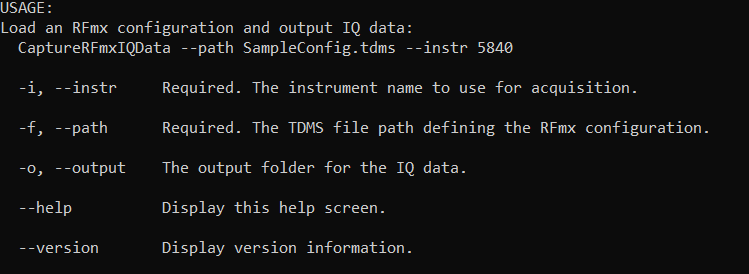 USAGE:
Load an RFmx configuration and output IQ data:
  CaptureRFmxIQData --path SampleConfig.tdms --instr 5840
-i, --instr     Required. The instrument name to use for acquisition.
-f, --path      Required. The TDMS file path defining the RFmx configuration.
-o, --output    The output folder for the IQ data.
--help          Display this help screen.
--version       Display version information.